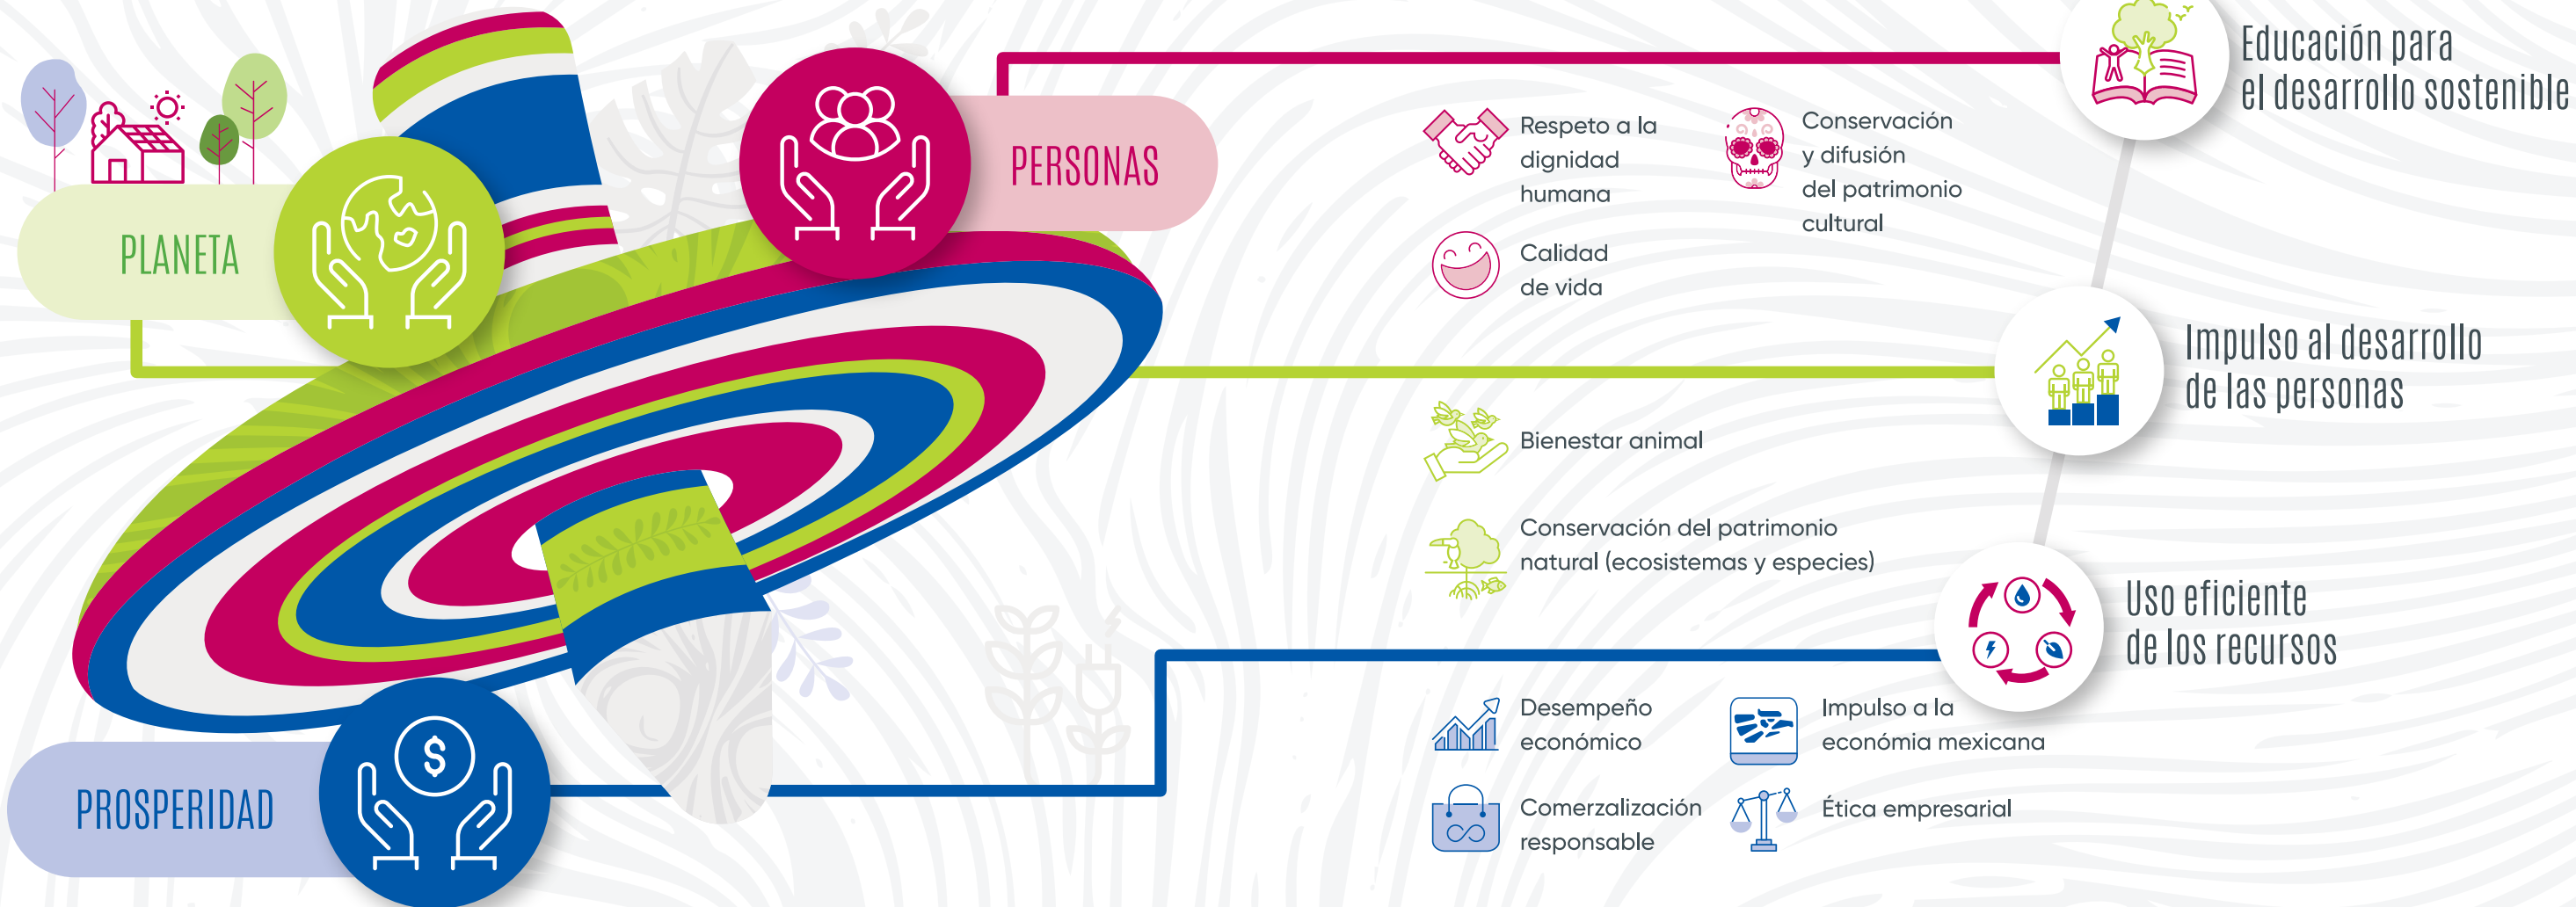 PLANETA
PERSONAS
PROSPERIDAD
Respeto a la
dignidad
humana
Conservación
y difusión
del patrimonio
cultural
Calidad
de vida
Bienestar animal
Conservación del patrimonio
natural (ecosistemas y especies)
Desempeño
económico
Impulso a la
económia mexicana
Comerzalización
responsable
Ética empresarial
Educación para
el desarrollo sostenible
Impulso al desarrollo
de las personas
Uso eficiente
de los recursos
$